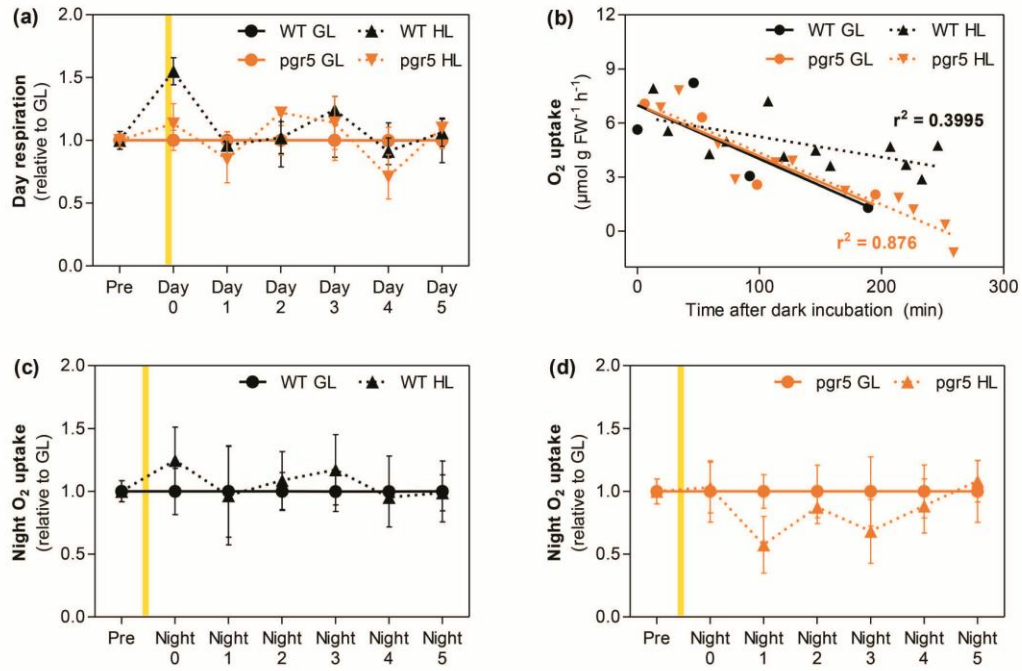 (a)
2.0
1.5
1.0
0.5
0.0
Day respiration
(relative to GL)
WT GL
WT HL
pgr5 GL
pgr5 HL
Pre
Day
0
Day
1
Day
2
Day
3
Day
4
Day
5
(b)
12
9
6
3
0
O₂ uptake
(µmol g FW⁻¹ h⁻¹)
WT GL
WT HL
pgr5 GL
pgr5 HL
r² = 0.3995
r² = 0.876
0
100
200
300
Time after dark incubation (min)
(c)
2.0
1.5
1.0
0.5
0.0
Night O₂ uptake
(relative to GL)
WT GL
WT HL
Pre
Night
0
Night
1
Night
2
Night
3
Night
4
Night
5
(d)
2.0
1.5
1.0
0.5
0.0
Night O₂ uptake
(relative to GL)
pgr5 GL
pgr5 HL
Pre
Night
0
Night
1
Night
2
Night
3
Night
4
Night
5